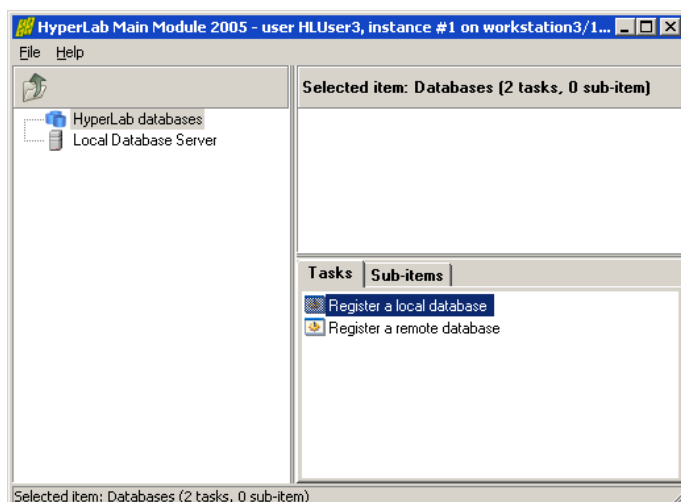 HyperLab Main Module 2005 - user HLUser3, instance #1 on workstation3/1...
File Help
Selected item: Databases (2 tasks, 0 sub-item)
HyperLab databases
Local Database Server
Tasks Sub-items
Register a local database
Register a remote database
Selected item: Databases (2 tasks, 0 sub-item)